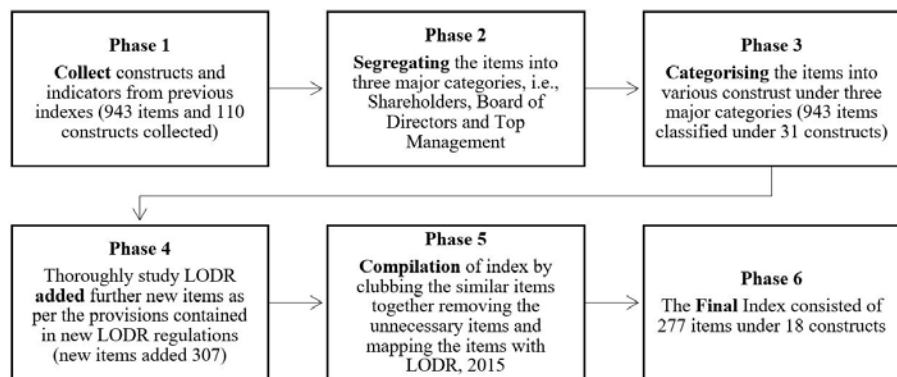 Phase 1
Collect constructs and
indicators from previous
indexes (943 items and 110
constructs collected)
Phase 2
Segregating the items into
three major categories, i.e.,
Shareholders, Board of
Directors and Top
Management
Phase 3
Categorising the items into
various construst under three
major categories (943 items
classified under 31 constructs)
Phase 4
Thoroughly study LODR
added further new items as
per the provisions contained
in new LODR regulations
(new items added 307)
Phase 5
Compilation of index by
clubbing the similar items
together removing the
unnecessary items and
mapping the items with
LODR, 2015
Phase 6
The Final Index consisted of
277 items under 18 constructs